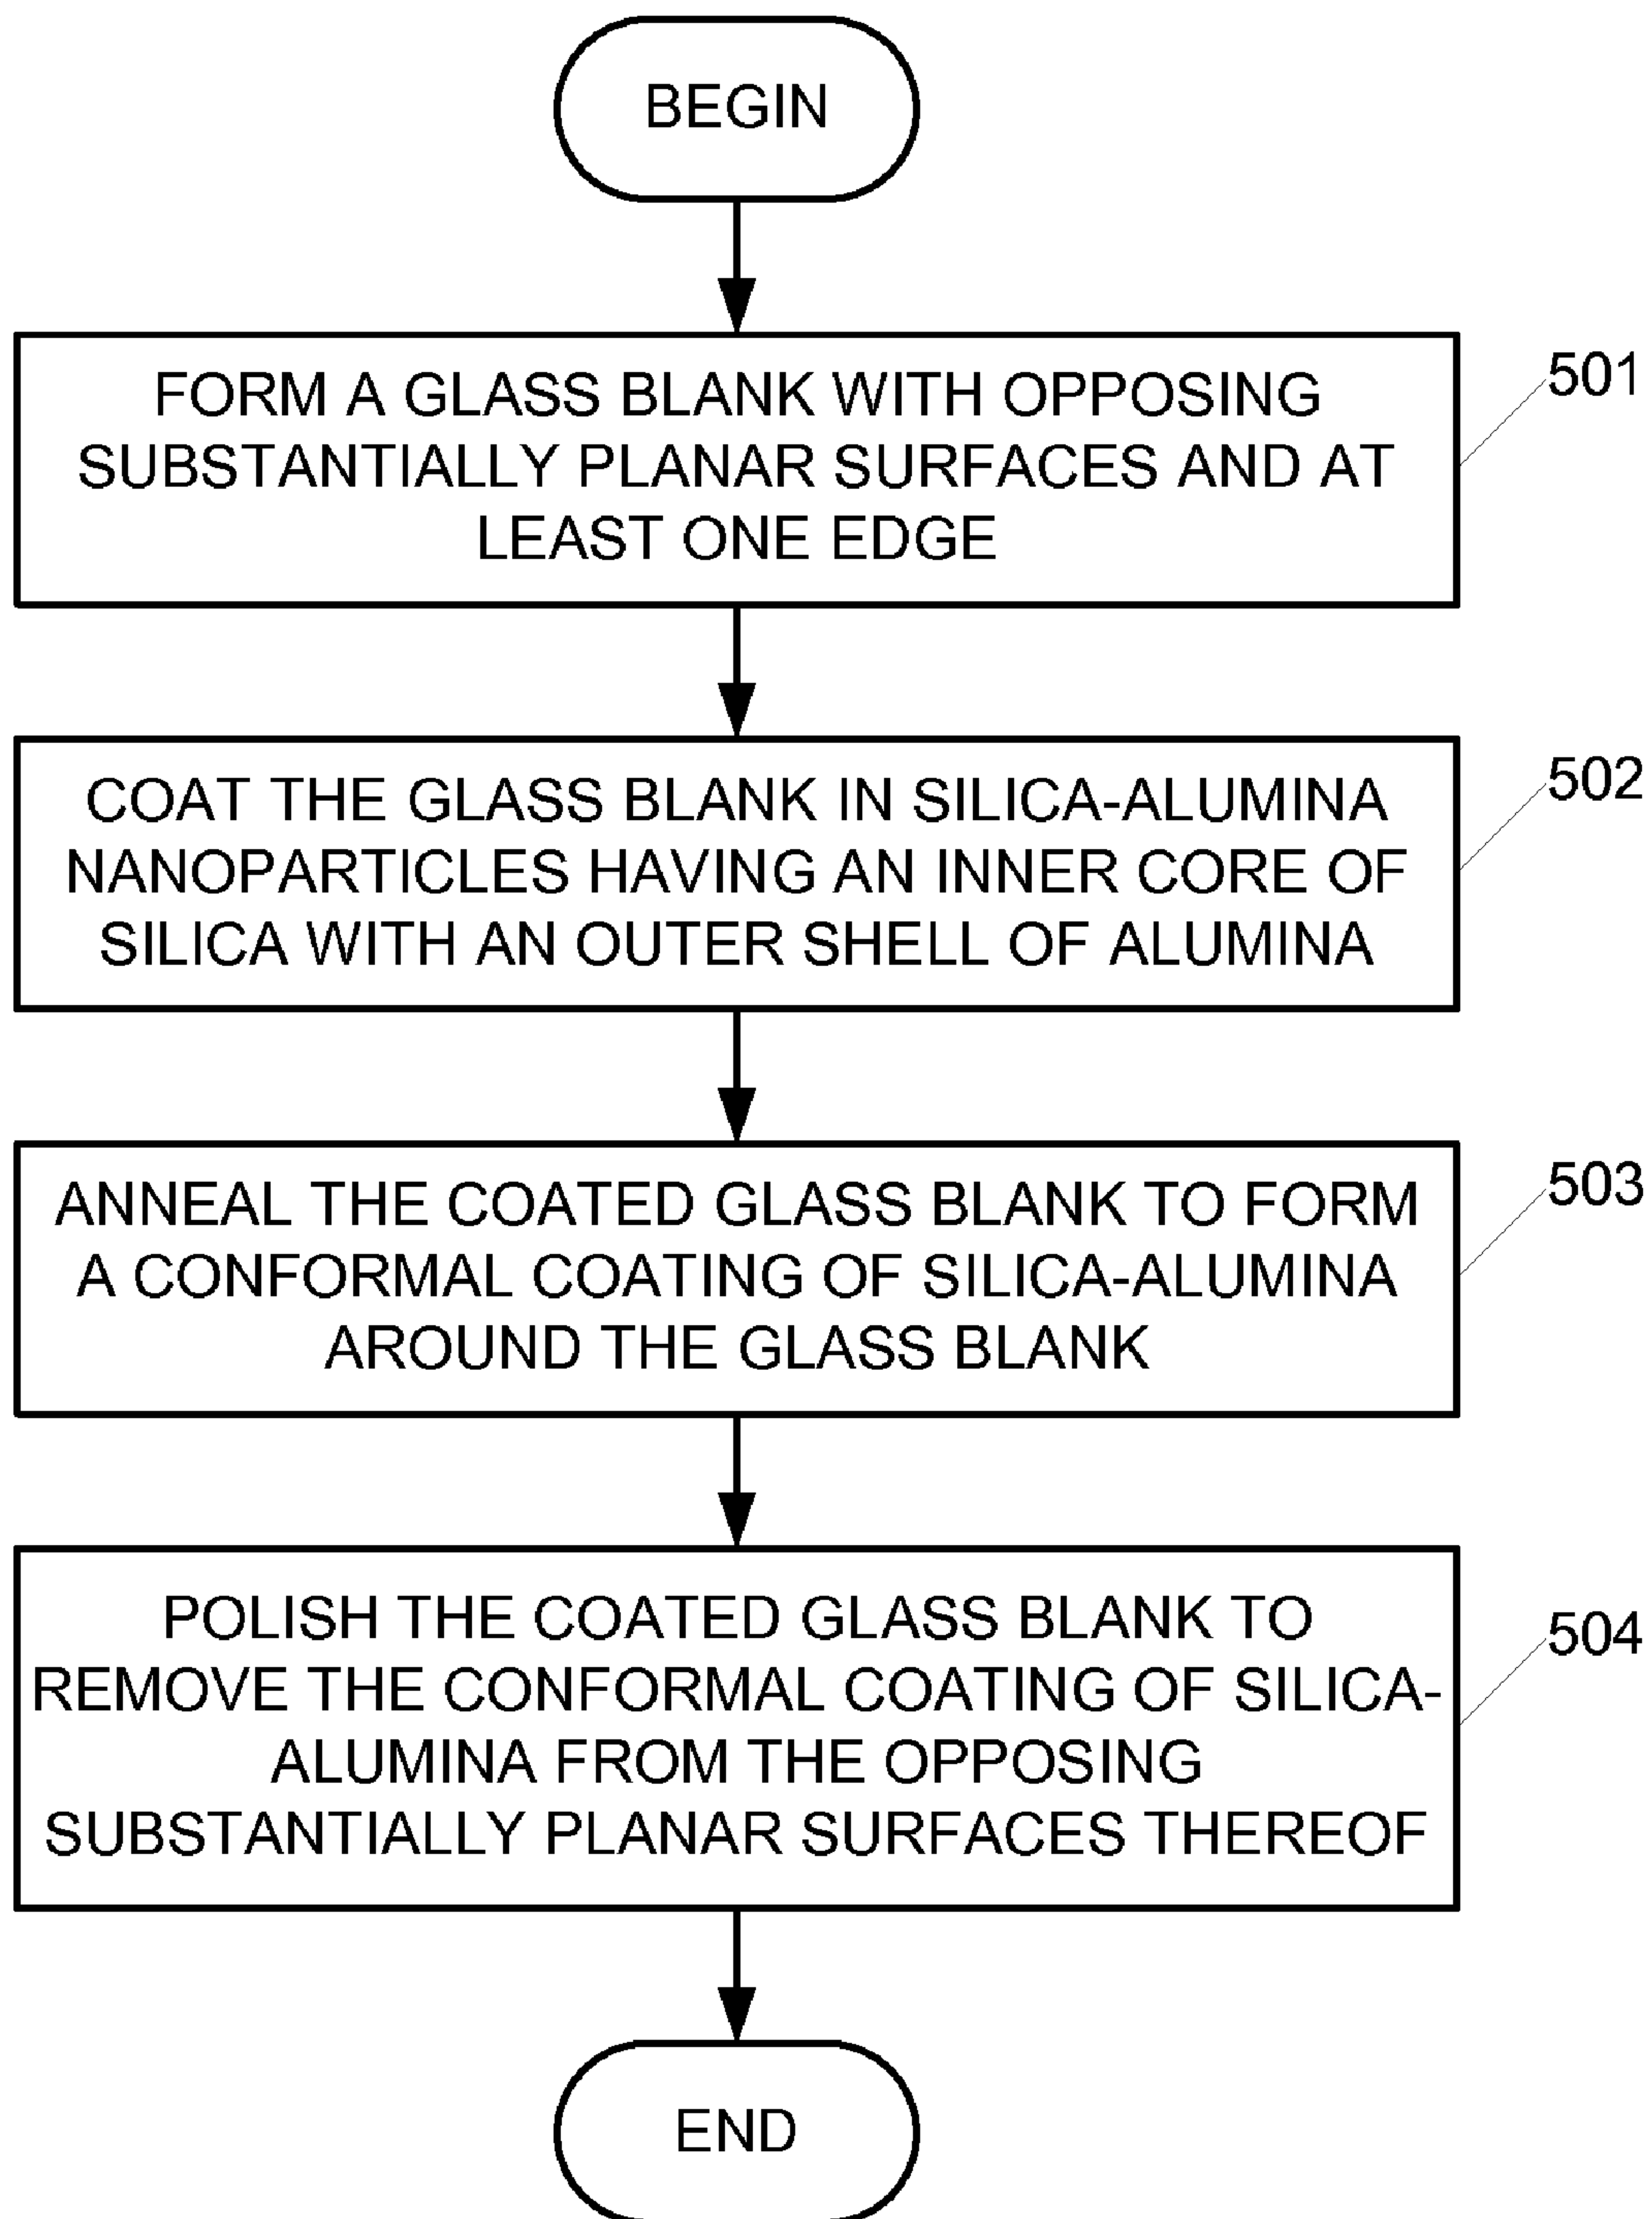 BEGIN
FORM A GLASS BLANK WITH OPPOSING
SUBSTANTIALLY PLANAR SURFACES AND AT
LEAST ONE EDGE
501
COAT THE GLASS BLANK IN SILICA-ALUMINA
NANOPARTICLES HAVING AN INNER CORE OF
SILICA WITH AN OUTER SHELL OF ALUMINA
502
ANNEAL THE COATED GLASS BLANK TO FORM
A CONFORMAL COATING OF SILICA-ALUMINA
AROUND THE GLASS BLANK
503
POLISH THE COATED GLASS BLANK TO
REMOVE THE CONFORMAL COATING OF SILICA-
ALUMINA FROM THE OPPOSING
SUBSTANTIALLY PLANAR SURFACES THEREOF
504
END